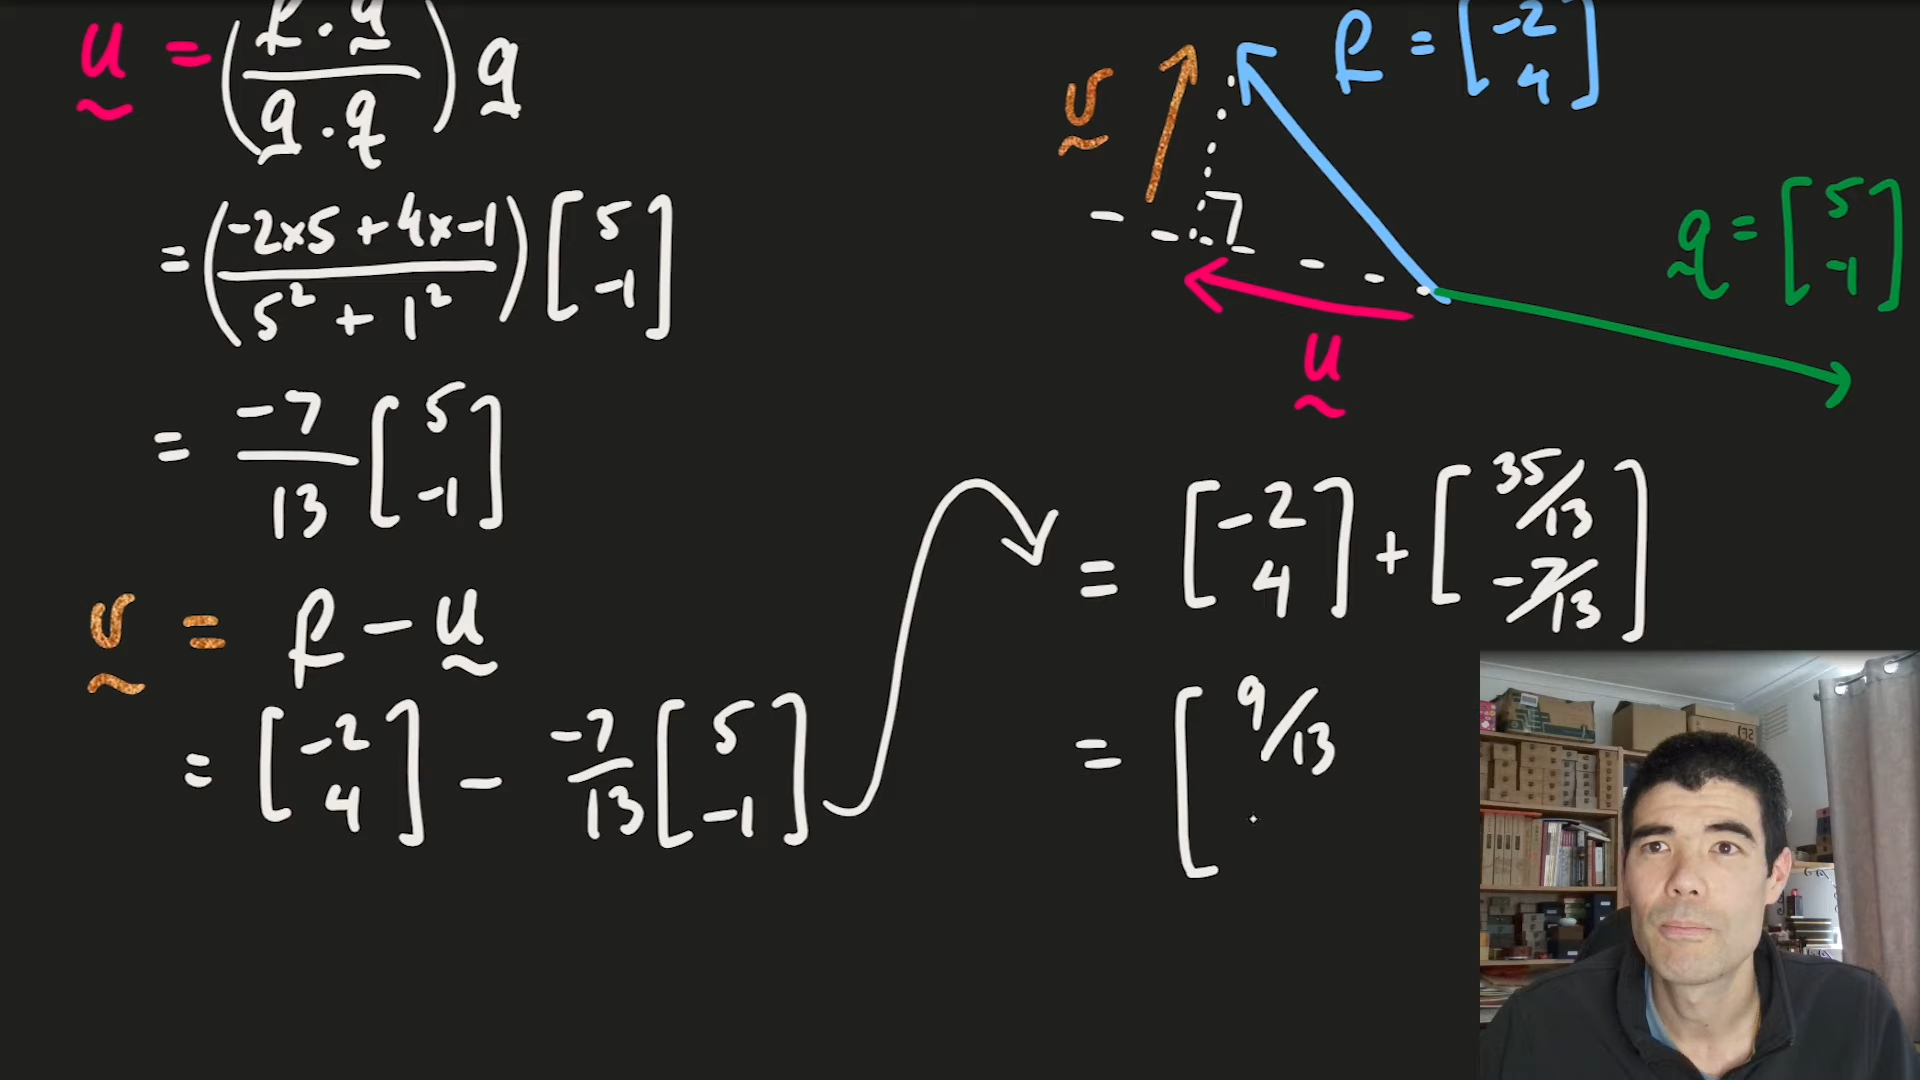 u = (p · q / q · q) q
= (-2×5 + 4×-1 / 5² + 1²) [5 -1]
= -7/13 [5 -1]
v = p - u
= [-2 4] - -7/13 [5 -1]
p = [-2 4]
v
q = [5 -1]
u
= [-2 4] + [35/13 -7/13]
= [9/13